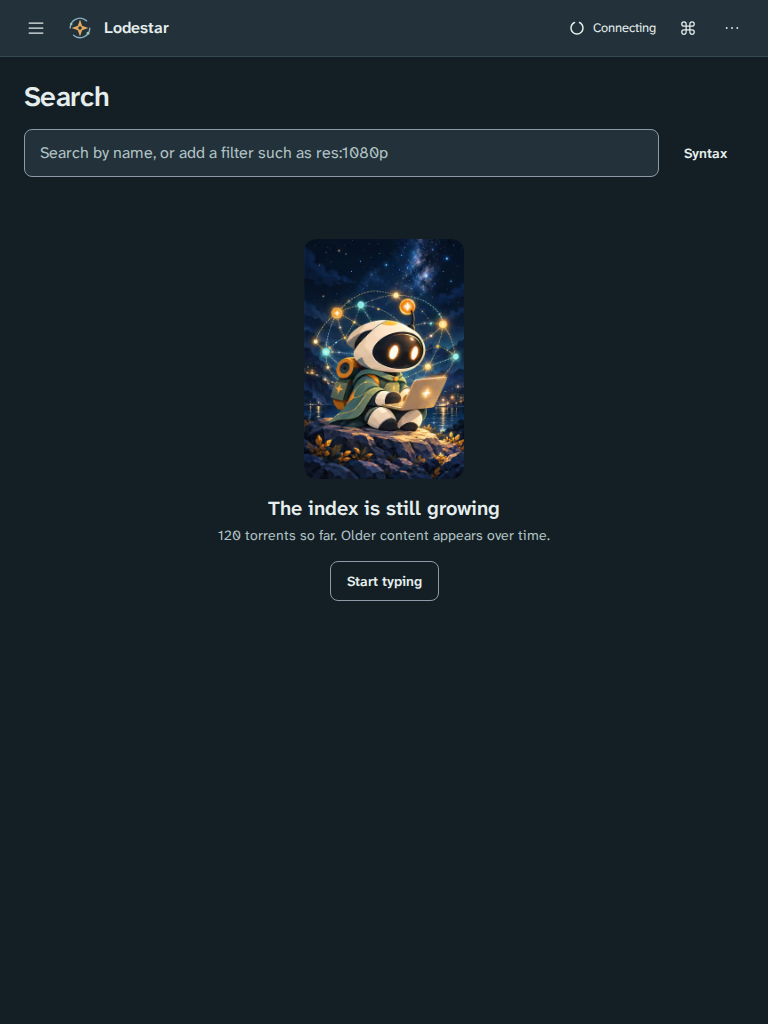 Lodestar
Connecting
Search
Search by name, or add a filter such as res:1080p
Syntax
The index is still growing
120 torrents so far. Older content appears over time.
Start typing